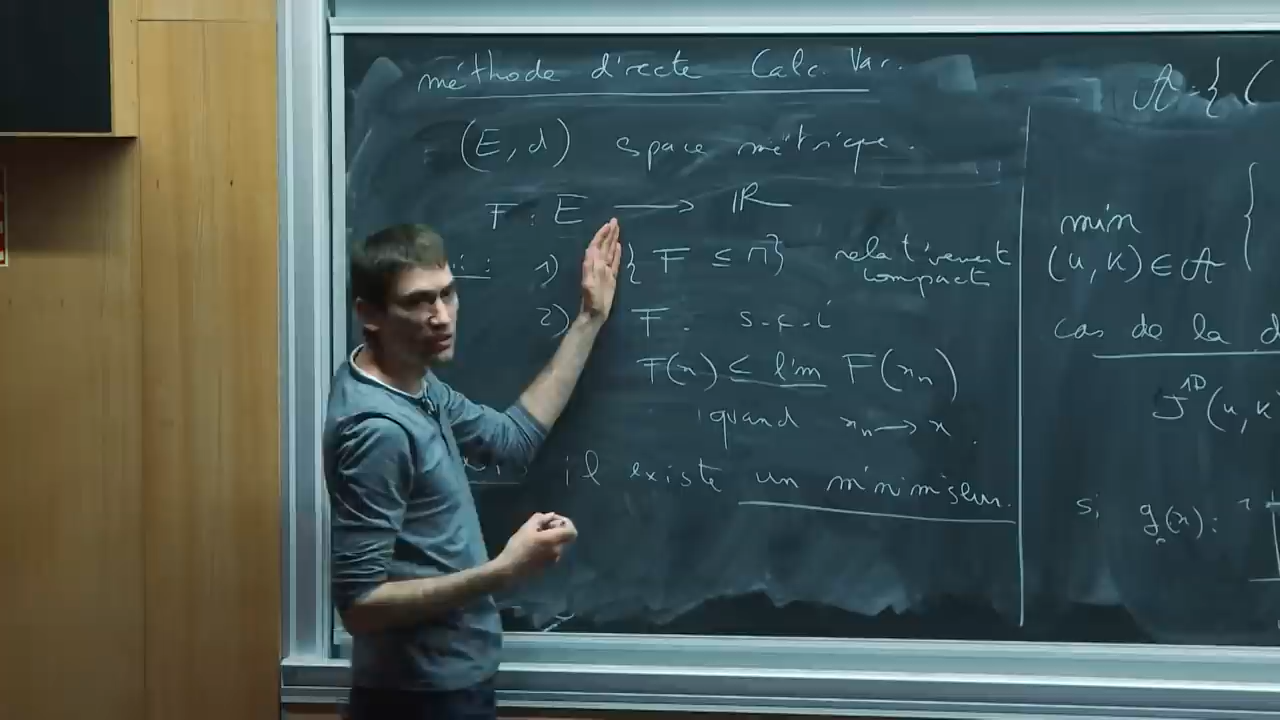 méthode directe Calc. Var.
(E, d) space métrique.
F : E → ℝ
1) { F ≤ M } relativement compact
2) F. s.c.i
F(x) ≤ lim F(xₙ)
quand xₙ → x.
il existe un minimiseur.
A = { (
min
(u, K) ∈ A {
cas de la d
J¹ᴰ(u, K
si g(x):